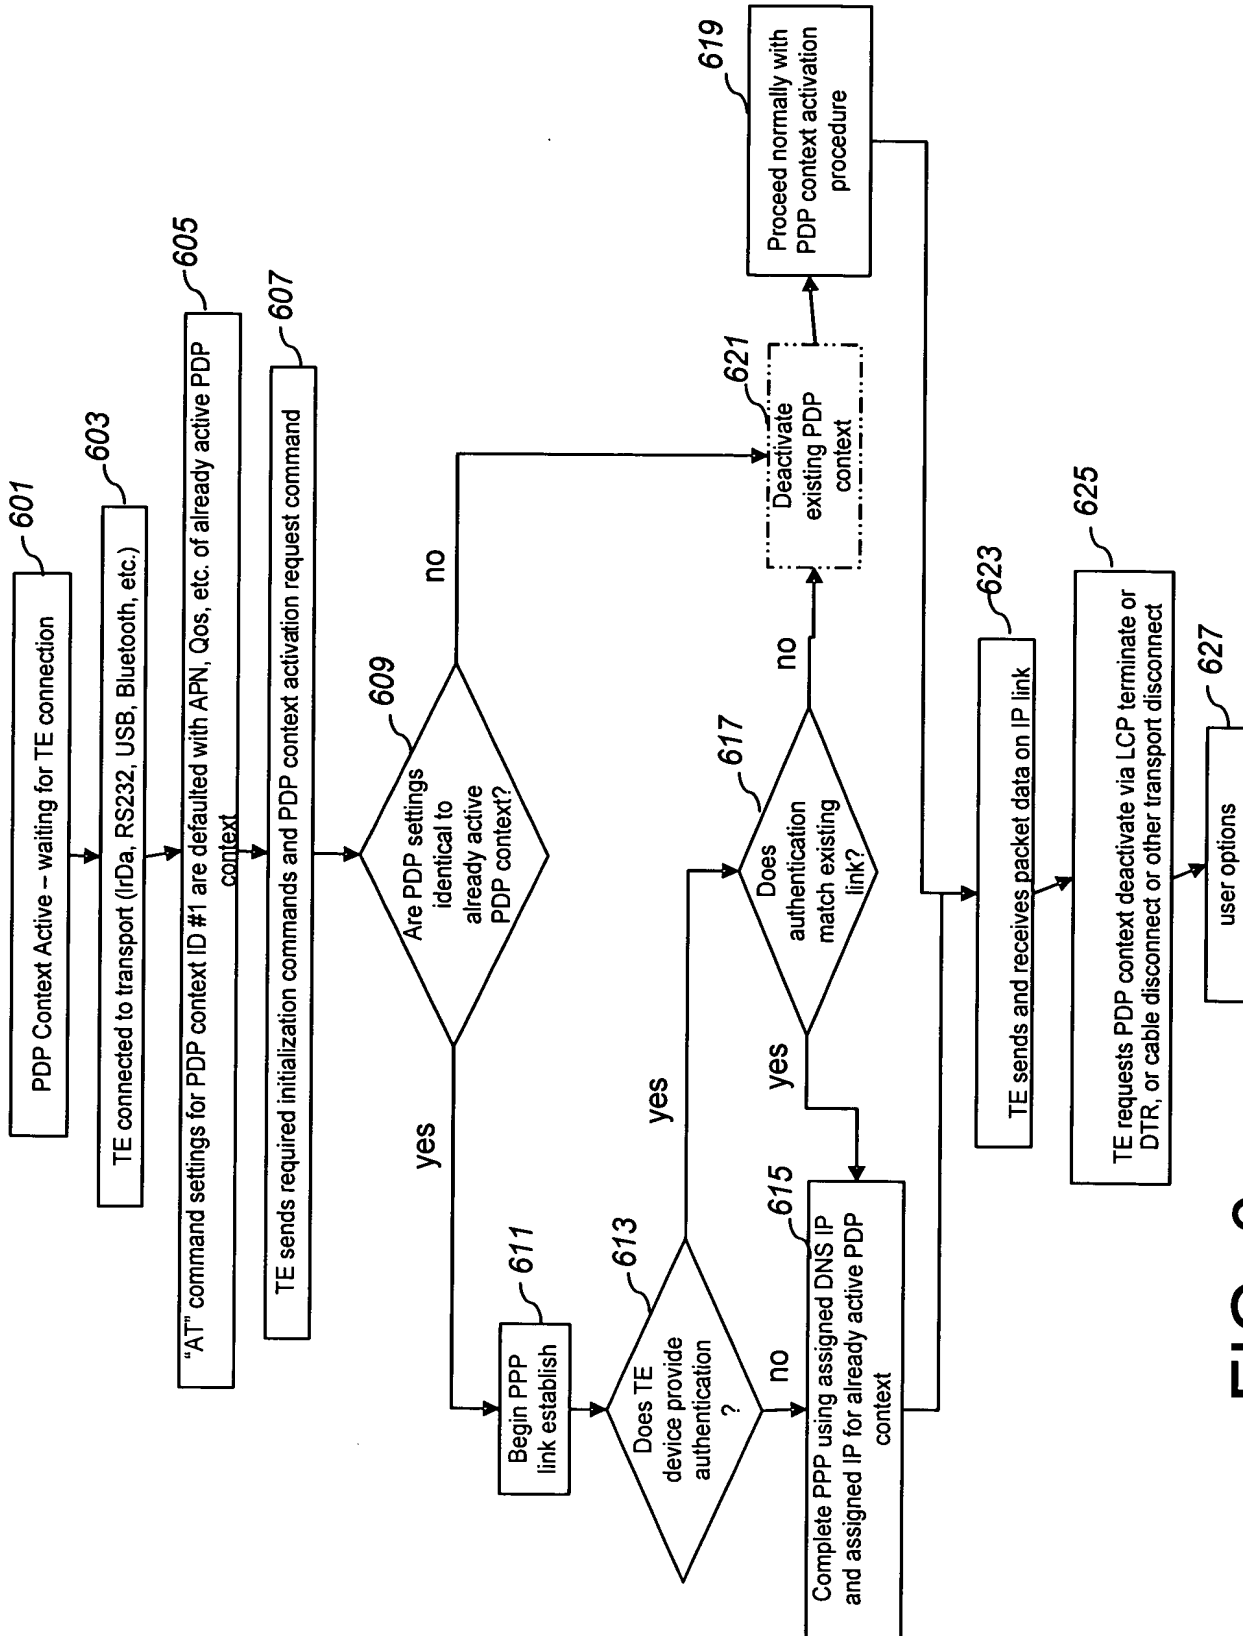 601
PDP Context Active – waiting for TE connection
603
TE connected to transport (IrDa, RS232, USB, Bluetooth, etc.)
605
“AT” command settings for PDP context ID #1 are defaulted with APN, Qos, etc. of already active PDP
context
607
TE sends required initialization commands and PDP context activation request command
609
Are PDP settings
identical to
already active
PDP context?
yes
no
611
Begin PPP
link establish
613
Does TE
device provide
authentication
?
yes
no
617
Does
authentication
match existing
link?
yes
no
621
Deactivate
existing PDP
context
619
Proceed normally with
PDP context activation
procedure
615
Complete PPP using assigned DNS IP
and assigned IP for already active PDP
context
623
TE sends and receives packet data on IP link
625
TE requests PDP context deactivate via LCP terminate or
DTR, or cable disconnect or other transport disconnect
627
user options